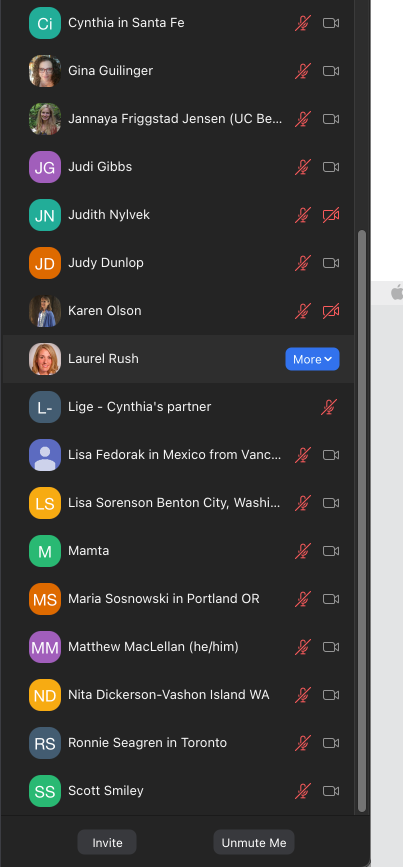 Ci Cynthia in Santa Fe
Gina Guilinger
Jannaya Friggstad Jensen (UC Be...
JG Judi Gibbs
JN Judith Nylvek
JD Judy Dunlop
Karen Olson
Laurel Rush More
L- Lige - Cynthia's partner
Lisa Fedorak in Mexico from Vanc...
LS Lisa Sorenson Benton City, Washi...
M Mamta
MS Maria Sosnowski in Portland OR
MM Matthew MacLellan (he/him)
ND Nita Dickerson-Vashon Island WA
RS Ronnie Seagren in Toronto
SS Scott Smiley
Invite Unmute Me